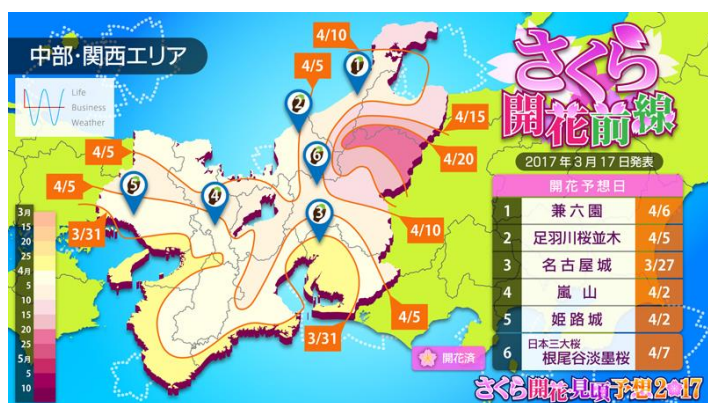 中部・関西エリア
Life
Business
Weather
さくら
開花前線
2017年3月17日発表
開花予想日
1 兼六園 4/6
2 足羽川桜並木 4/5
3 名古屋城 3/27
4 嵐山 4/2
5 姫路城 4/2
6 日本三大桜
根尾谷淡墨桜 4/7
4/10
4/5
4/15
4/20
4/5
4/5
3/31
4/10
3/31
4/5
1
2
6
5
4
3
3月
15
20
25
4月
5
10
15
20
25
5月
5
10
開花済
さくら開花・見頃予想2017